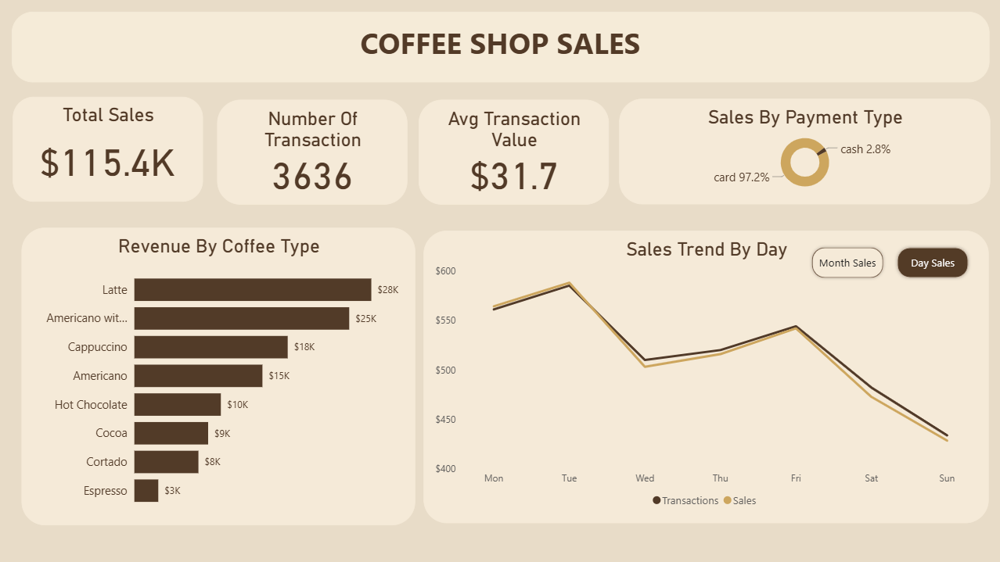 COFFEE SHOP SALES
Total Sales
$115.4K
Number Of
Transaction
3636
Avg Transaction
Value
$31.7
Sales By Payment Type
cash 2.8%
card 97.2%
Revenue By Coffee Type
Latte $28K
Americano wit... $25K
Cappuccino $18K
Americano $15K
Hot Chocolate $10K
Cocoa $9K
Cortado $8K
Espresso $3K
Sales Trend By Day
Month Sales
Day Sales
$600
$550
$500
$450
$400
Mon Tue Wed Thu Fri Sat Sun
Transactions Sales